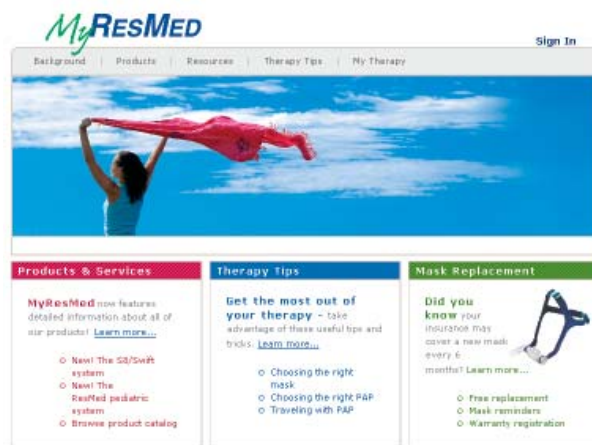 MyResMed
Sign In
Background | Products | Resources | Therapy Tips | My Therapy
Products & Services
MyResMed now features
detailed information about all of
our products! Learn more...
o New! The S8/Swift
system
o New! The
ResMed pediatric
system
o Browse product catalog
Therapy Tips
Get the most out of
your therapy – take
advantage of these useful tips and
tricks. Learn more...
o Choosing the right
mask
o Choosing the right PAP
o Traveling with PAP
Mask Replacement
Did you
know your
insurance may
cover a new mask
every 6
months? Learn more...
o Free replacement
o Mask reminders
o Warranty registration